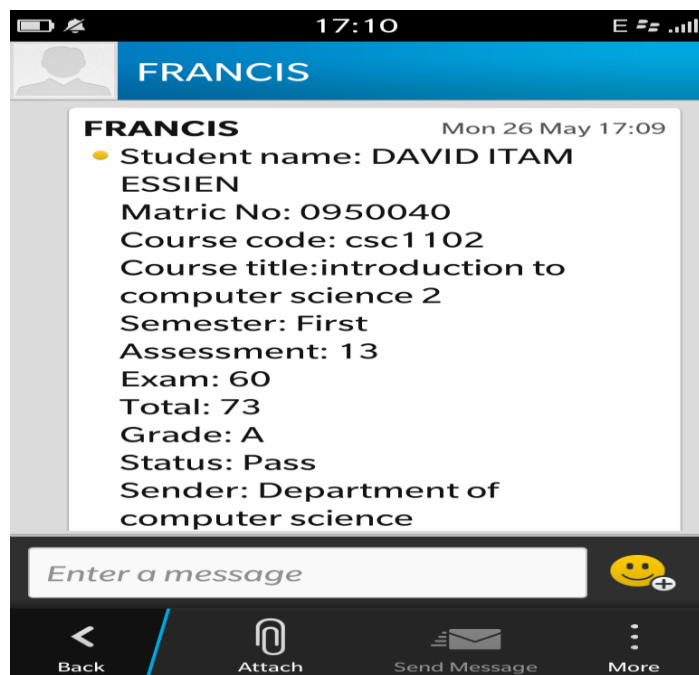 17:10 E
FRANCIS
FRANCIS Mon 26 May 17:09
Student name: DAVID ITAM
ESSIEN
Matric No: 0950040
Course code: csc1102
Course title:introduction to
computer science 2
Semester: First
Assessment: 13
Exam: 60
Total: 73
Grade: A
Status: Pass
Sender: Department of
computer science
Enter a message
Back Attach Send Message More